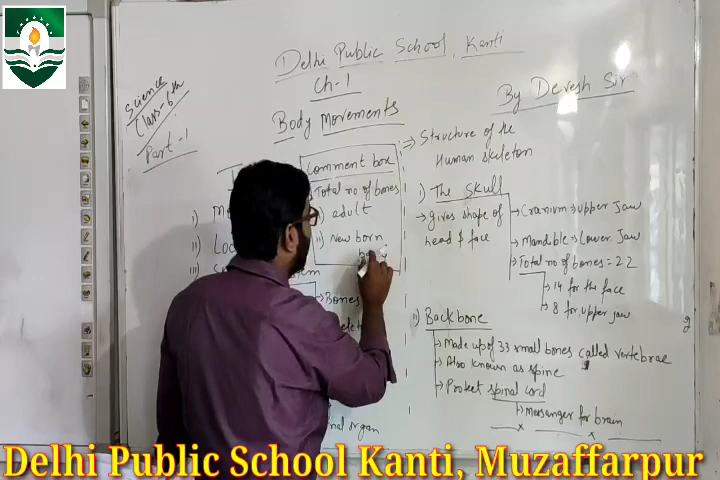 Delhi Public School, Kanti
Ch-1
By Devesh Sir
Science
Class-6th
Part-1
Body Movements
Comment box
Total no of bones
i) adult
ii) New born
i)
ii)
iii)
→ Bones
⇒ Structure of the
Human skeleton
i) The Skull
→ gives shape of
head & face
→ Cranium ⇒ upper Jaw
→ Mandible ⇒ Lower Jaw
→ Total no of bones = 22
→ 14 for the face
→ 8 for upper jaw
ii) Backbone
→ Made up of 33 small bones called vertebrae
→ Also known as spine
→ Protect spinal cord
→ Messanger for brain
organ
Delhi Public School Kanti, Muzaffarpur